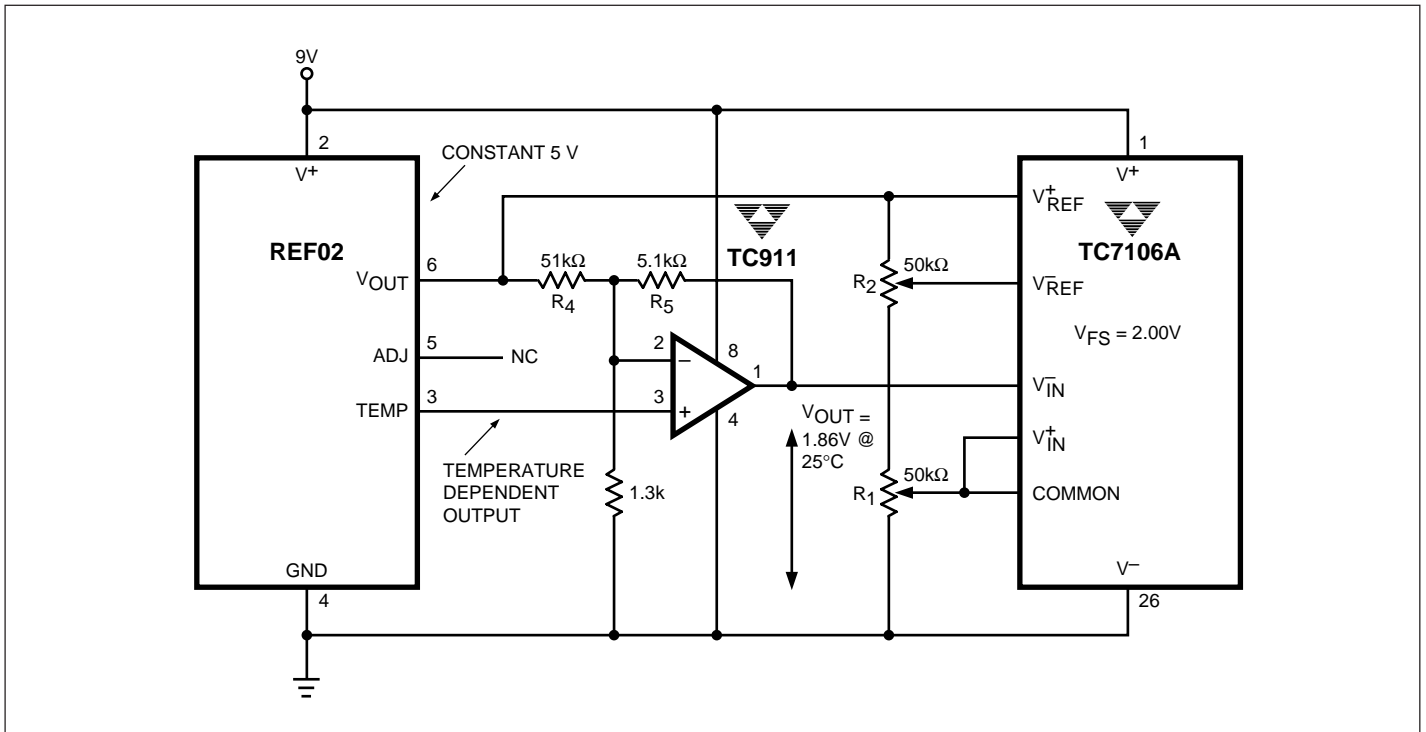 9V
2
V+
CONSTANT 5 V
REF02
VOUT
6
51kΩ
R4
5.1kΩ
R5
TC911
ADJ
5
NC
TEMP
3
2
–
3
+
8
1
4
TEMPERATURE
DEPENDENT
OUTPUT
1.3k
VOUT =
1.86V @
25°C
GND
4
50kΩ
R2
50kΩ
R1
1
V+
V+REF
TC7106A
V–REF
VFS = 2.00V
V–IN
V+IN
COMMON
V–
26